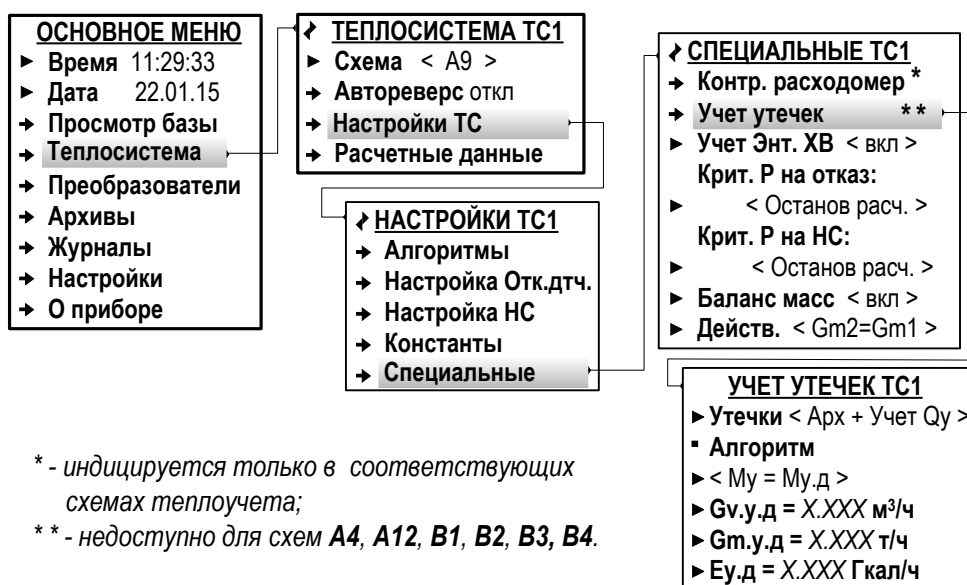 ОСНОВНОЕ МЕНЮ
Время 11:29:33
Дата 22.01.15
Просмотр базы
Теплосистема
Преобразователи
Архивы
Журналы
Настройки
О приборе
ТЕПЛОСИСТЕМА ТС1
Схема < А9 >
Автореверс откл
Настройки ТС
Расчетные данные
НАСТРОЙКИ ТС1
Алгоритмы
Настройка Отк.дтч.
Настройка НС
Константы
Специальные
СПЕЦИАЛЬНЫЕ ТС1
Контр. расходомер *
Учет утечек **
Учет Энт. ХВ < вкл >
Крит. Р на отказ:
< Останов расч. >
Крит. Р на НС:
< Останов расч. >
Баланс масс < вкл >
Действ. < Gm2=Gm1 >
УЧЕТ УТЕЧЕК ТС1
Утечки < Арх + Учет Qу >
Алгоритм
< Му = Му.д >
Gv.у.д = X.XXX м³/ч
Gm.у.д = X.XXX т/ч
Еу.д = X.XXX Гкал/ч
* - индицируется только в соответствующих
схемах теплоучета;
** - недоступно для схем А4, А12, В1, В2, В3, В4.